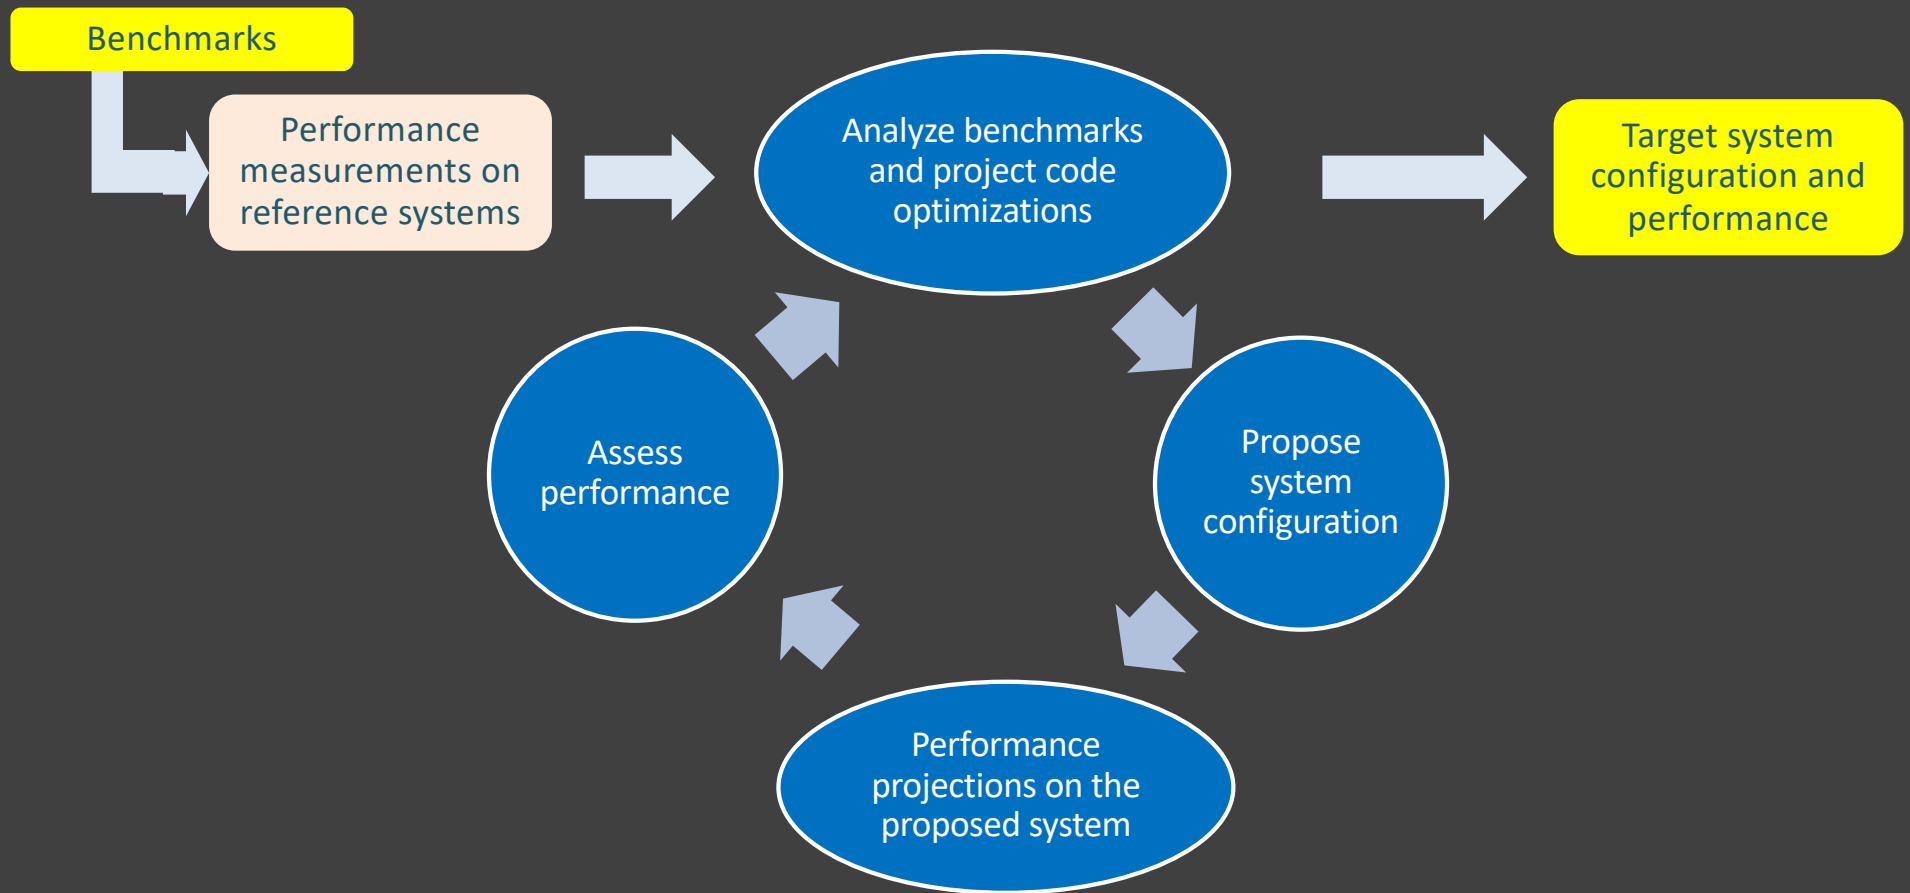 Benchmarks
Performance
measurements on
reference systems
Analyze benchmarks
and project code
optimizations
Target system
configuration and
performance
Assess
performance
Propose
system
configuration
Performance
projections on the
proposed system